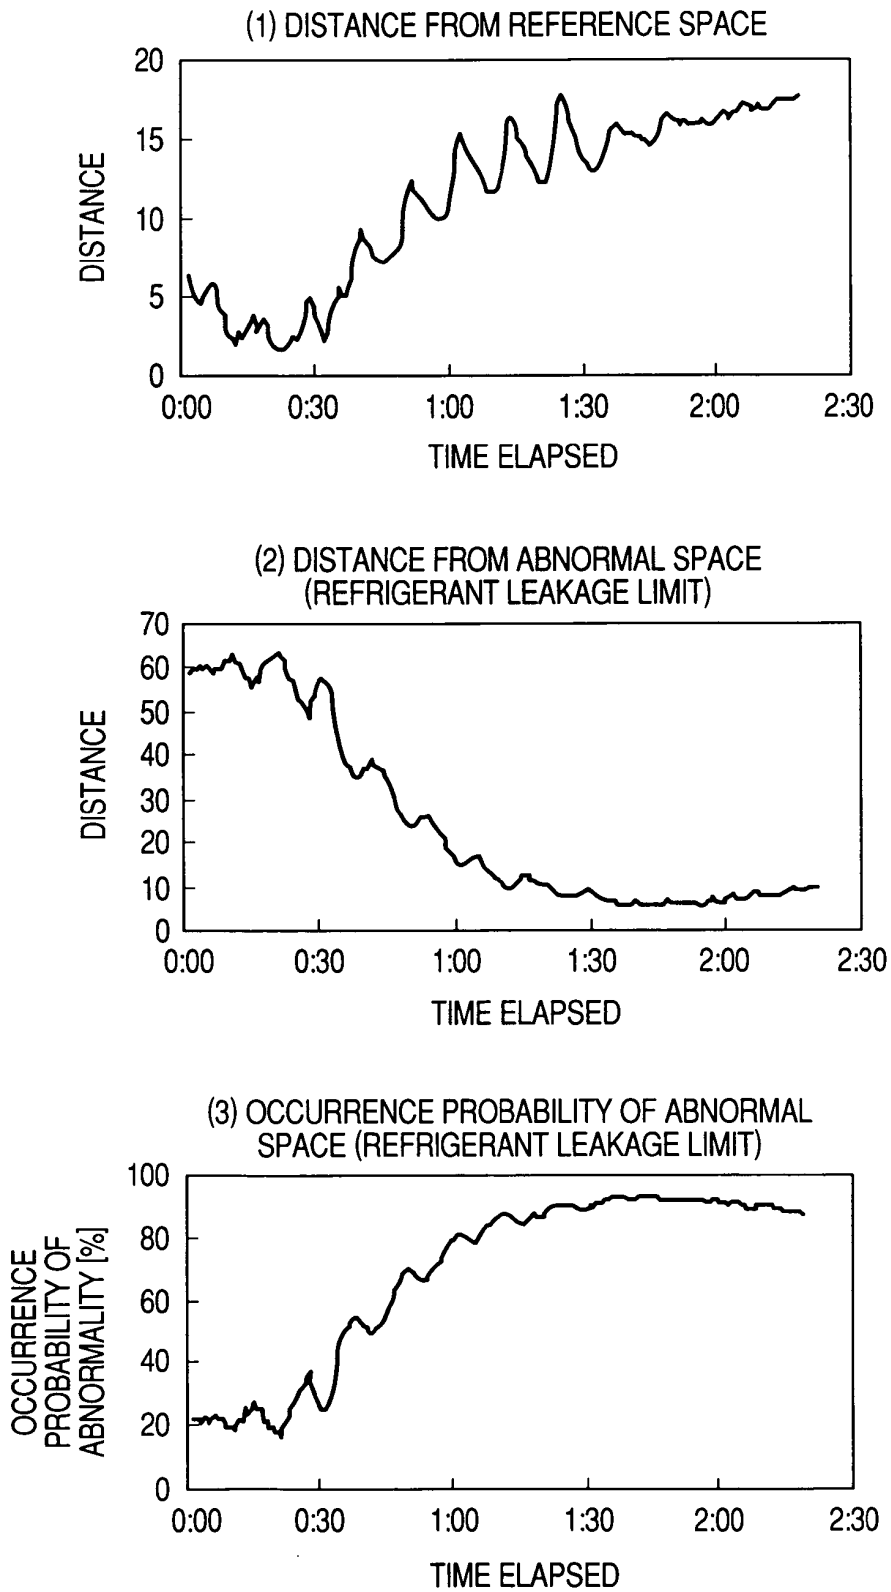 (1) DISTANCE FROM REFERENCE SPACE
20
15
10
5
0
DISTANCE
0:00 0:30 1:00 1:30 2:00 2:30
TIME ELAPSED
(2) DISTANCE FROM ABNORMAL SPACE
(REFRIGERANT LEAKAGE LIMIT)
70
60
50
40
30
20
10
0
DISTANCE
0:00 0:30 1:00 1:30 2:00 2:30
TIME ELAPSED
(3) OCCURRENCE PROBABILITY OF ABNORMAL
SPACE (REFRIGERANT LEAKAGE LIMIT)
100
80
60
40
20
0
OCCURRENCE
PROBABILITY OF
ABNORMALITY [%]
0:00 0:30 1:00 1:30 2:00 2:30
TIME ELAPSED